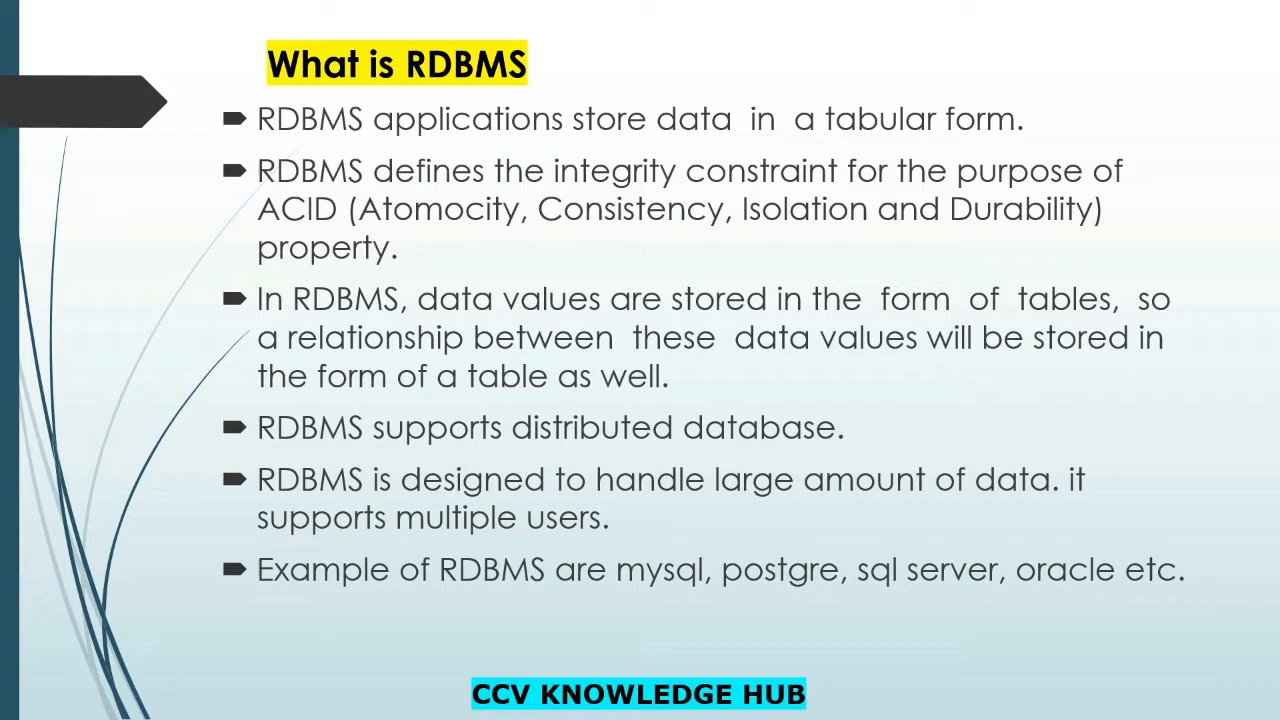 What is RDBMS
RDBMS applications store data in a tabular form.
RDBMS defines the integrity constraint for the purpose of
ACID (Atomocity, Consistency, Isolation and Durability)
property.
In RDBMS, data values are stored in the form of tables, so
a relationship between these data values will be stored in
the form of a table as well.
RDBMS supports distributed database.
RDBMS is designed to handle large amount of data. it
supports multiple users.
Example of RDBMS are mysql, postgre, sql server, oracle etc.
CCV KNOWLEDGE HUB